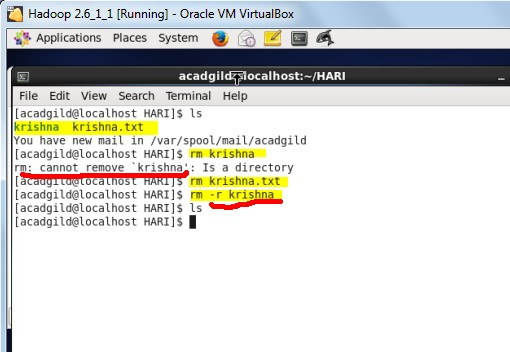 Hadoop 2.6_1_1 [Running] - Oracle VM VirtualBox
Applications Places System
acadgild@localhost:~/HARI
File Edit View Search Terminal Help
[acadgild@localhost HARI]$ ls
krishna krishna.txt
You have new mail in /var/spool/mail/acadgild
[acadgild@localhost HARI]$ rm krishna
rm: cannot remove `krishna': Is a directory
[acadgild@localhost HARI]$ rm krishna.txt
[acadgild@localhost HARI]$ rm -r krishna
[acadgild@localhost HARI]$ ls
[acadgild@localhost HARI]$